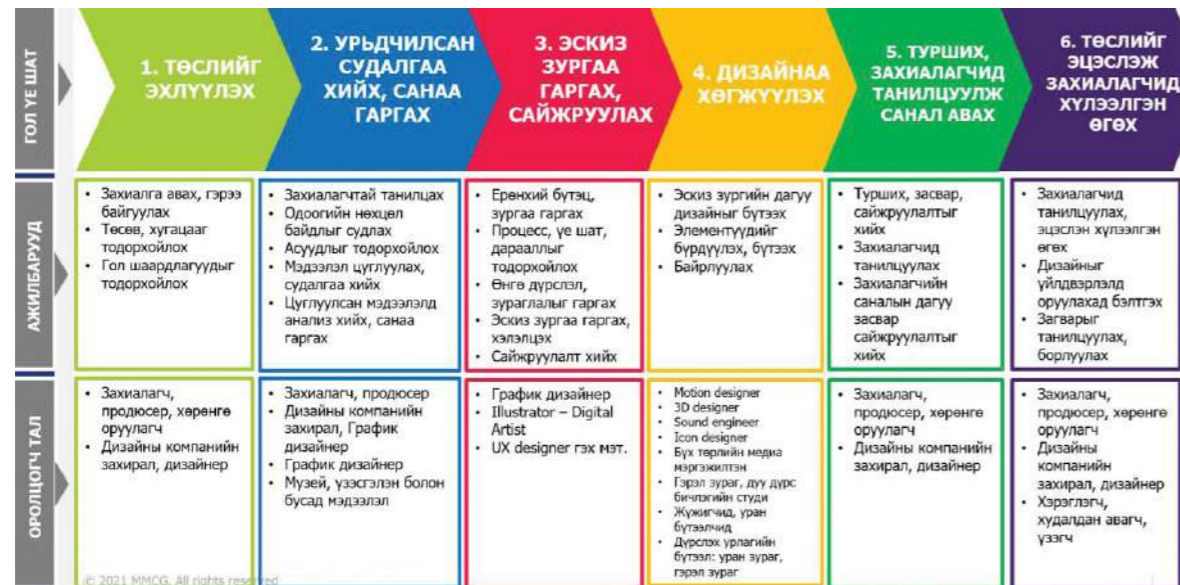 ГОЛ ҮЕ ШАТ
1. ТӨСЛИЙГ
ЭХЛҮҮЛЭХ
2. УРЬДЧИЛСАН
СУДАЛГАА
ХИЙХ, САНАА
ГАРГАХ
3. ЭСКИЗ
ЗУРГАА
ГАРГАХ,
САЙЖРУУЛАХ
4. ДИЗАЙНАА
ХӨГЖҮҮЛЭХ
5. ТУРШИХ,
ЗАХИАЛАГЧИД
ТАНИЛЦУУЛЖ
САНАЛ АВАХ
6. ТӨСЛИЙГ
ЭЦЭСЛЭЖ
ЗАХИАЛАГЧИД
ХҮЛЭЭЛГЭН
ӨГӨХ
АЖИЛБАРУУД
• Захиалга авах, гэрээ
байгуулах
• Төсөв, хугацааг
тодорхойлох
• Гол шаардлагуудыг
тодорхойлох
• Захиалагчтай танилцах
• Одоогийн нөхцөл
байдлыг судлах
• Асуудлыг тодорхойлох
• Мэдээлэл цуглуулах,
судалгаа хийх
• Цуглуулсан мэдээлэлд
анализ хийх, санаа
гаргах
• Ерөнхий бүтэц,
зургаа гаргах
• Процесс, үе шат,
дарааллыг
тодорхойлох
• Өнгө дүрслэл,
зураглалыг гаргах
• Эскиз зургаа гаргах,
хэлэлцэх
• Сайжруулалт хийх
• Эскиз зургийн дагуу
дизайныг бүтээх
• Элементүүдийг
бүрдүүлэх, бүтээх
• Байрлуулах
• Турших, засвар,
сайжруулалтыг
хийх
• Захиалагчид
танилцуулах
• Захиалагчийн
саналын дагуу
засвар
сайжруулалтыг
хийх
• Захиалагчид
танилцуулах,
эцэслэн хүлээлгэн
өгөх
• Дизайныг
үйлдвэрлэлд
оруулахад бэлтгэх
• Загварыг
танилцуулах,
борлуулах
ОРОЛЦОГЧ ТАЛ
• Захиалагч,
продюсер, хөрөнгө
оруулагч
• Дизайны компанийн
захирал, дизайнер
• Захиалагч, продюсер
• Дизайны компанийн
захирал, График
дизайнер
• График дизайнер
• Музей, үзэсгэлэн болон
бусад мэдээлэл
• График дизайнер
• Illustrator – Digital
Artist
• UX designer гэх мэт.
• Motion designer
• 3D designer
• Sound engineer
• Icon designer
• Бүх төрлийн медиа
мэргэжилтэн
• Гэрэл зураг, дуу дүрс
бичлэгийн студи
• Жүжигчид, уран
бүтээлчид
• Дүрслэх урлагийн
бүтээл: уран зураг,
гэрэл зураг
• Захиалагч,
продюсер, хөрөнгө
оруулагч
• Дизайны компанийн
захирал, дизайнер
• Захиалагч,
продюсер, хөрөнгө
оруулагч
• Дизайны
компанийн
захирал, дизайнер
• Хэрэглэгч,
худалдан авагч,
үзэгч
© 2021 MMCG. All rights reserved